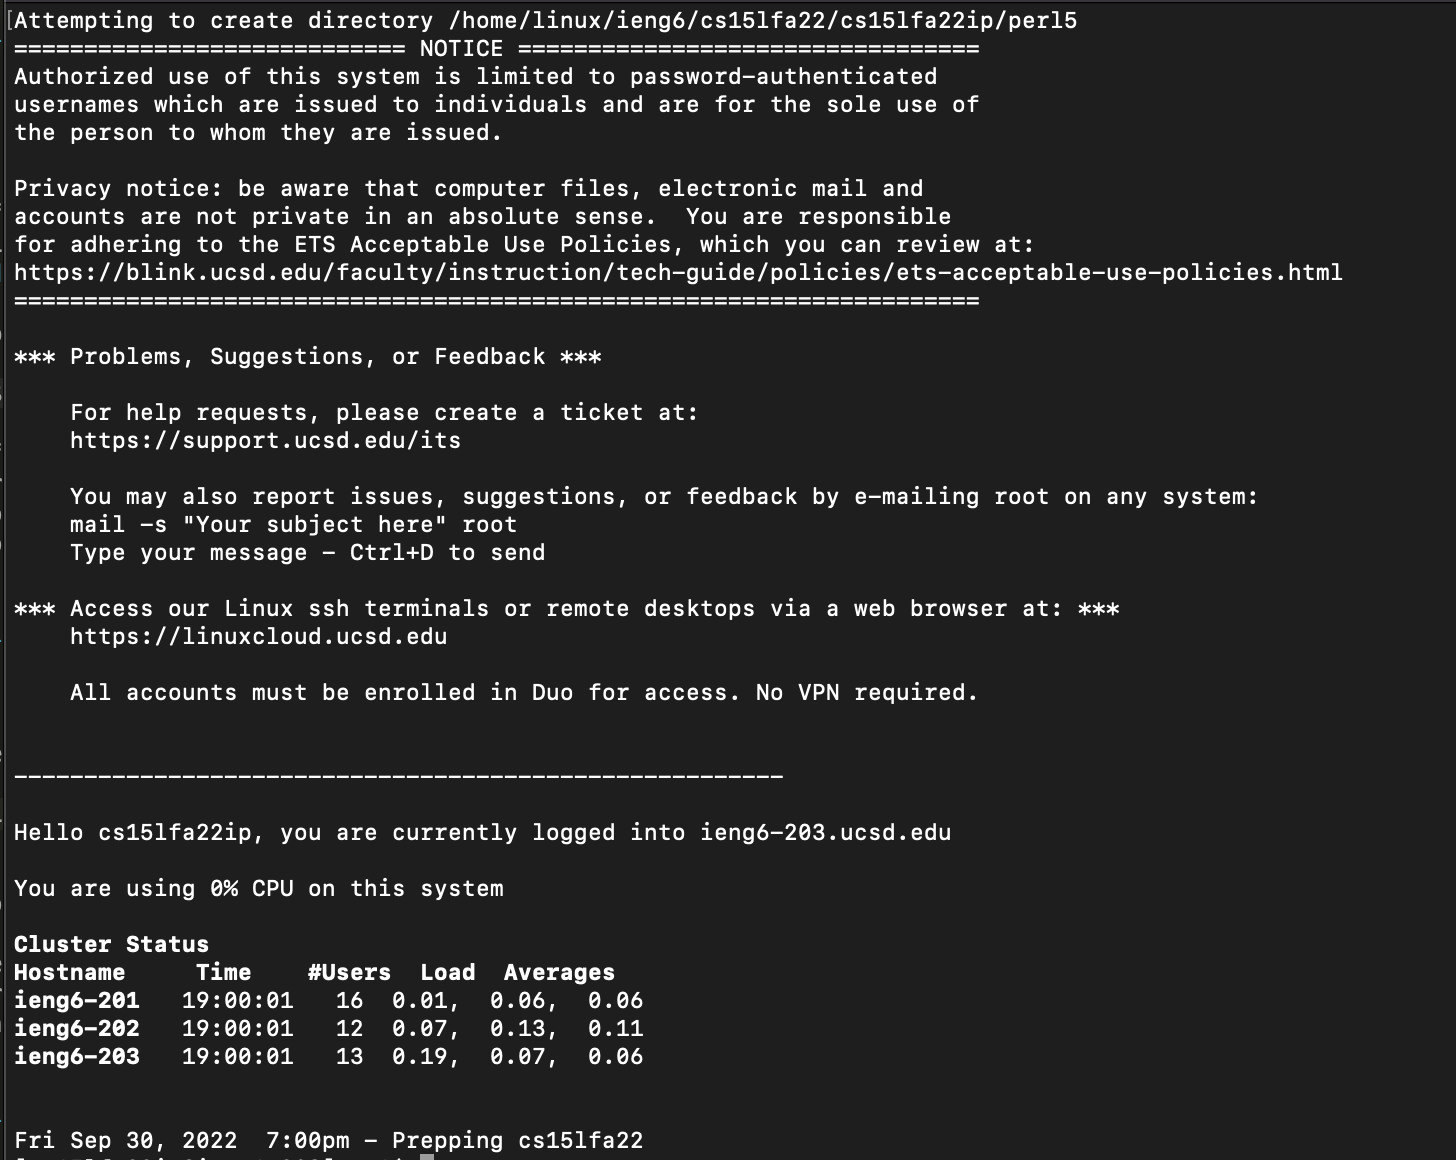 Attempting to create directory /home/linux/ieng6/cs15lfa22/cs15lfa22ip/perl5
============================ NOTICE =================================
Authorized use of this system is limited to password-authenticated
usernames which are issued to individuals and are for the sole use of
the person to whom they are issued.
Privacy notice: be aware that computer files, electronic mail and
accounts are not private in an absolute sense.  You are responsible
for adhering to the ETS Acceptable Use Policies, which you can review at:
https://blink.ucsd.edu/faculty/instruction/tech-guide/policies/ets-acceptable-use-policies.html
=====================================================================
*** Problems, Suggestions, or Feedback ***
For help requests, please create a ticket at:
https://support.ucsd.edu/its
You may also report issues, suggestions, or feedback by e-mailing root on any system:
mail -s "Your subject here" root
Type your message - Ctrl+D to send
*** Access our Linux ssh terminals or remote desktops via a web browser at: ***
https://linuxcloud.ucsd.edu
All accounts must be enrolled in Duo for access. No VPN required.
-------------------------------------------------------
Hello cs15lfa22ip, you are currently logged into ieng6-203.ucsd.edu
You are using 0% CPU on this system
Cluster Status
Hostname     Time    #Users  Load  Averages
ieng6-201   19:00:01   16  0.01,  0.06,  0.06
ieng6-202   19:00:01   12  0.07,  0.13,  0.11
ieng6-203   19:00:01   13  0.19,  0.07,  0.06
Fri Sep 30, 2022  7:00pm - Prepping cs15lfa22